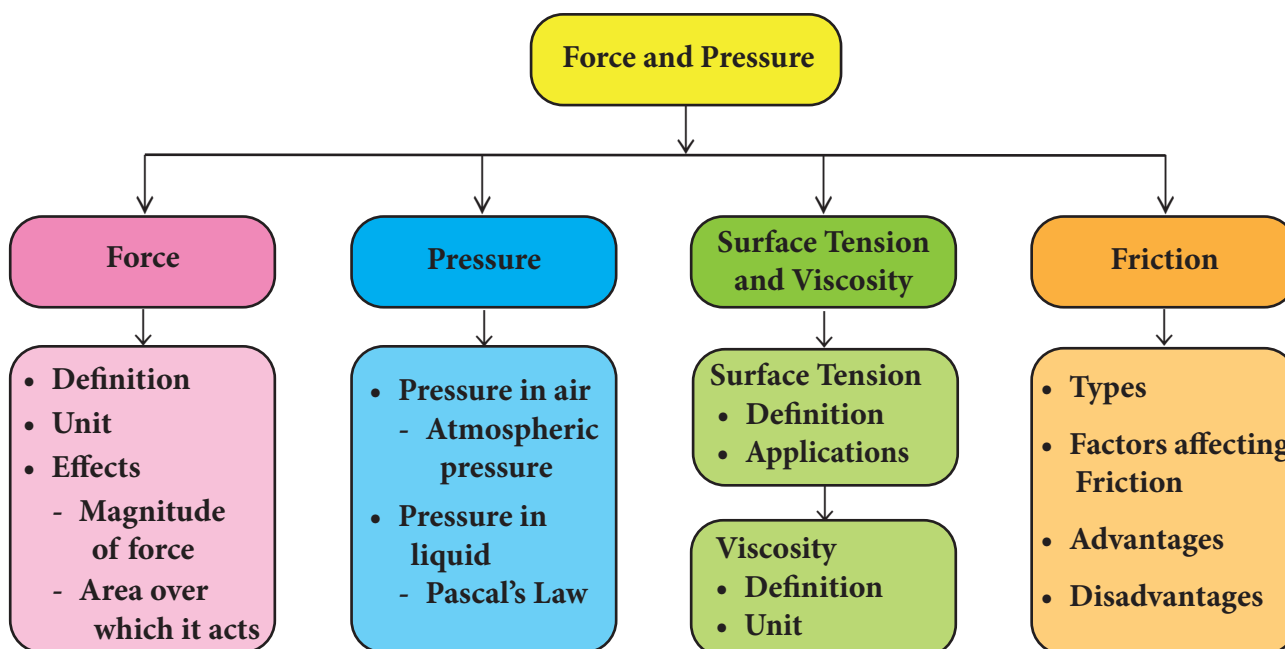 Force and Pressure
Force
• Definition
• Unit
• Effects
- Magnitude
of force
- Area over
which it acts
Pressure
• Pressure in air
- Atmospheric
pressure
• Pressure in
liquid
- Pascal's Law
Surface Tension
and Viscosity
Surface Tension
• Definition
• Applications
Viscosity
• Definition
• Unit
Friction
• Types
• Factors affecting
Friction
• Advantages
• Disadvantages